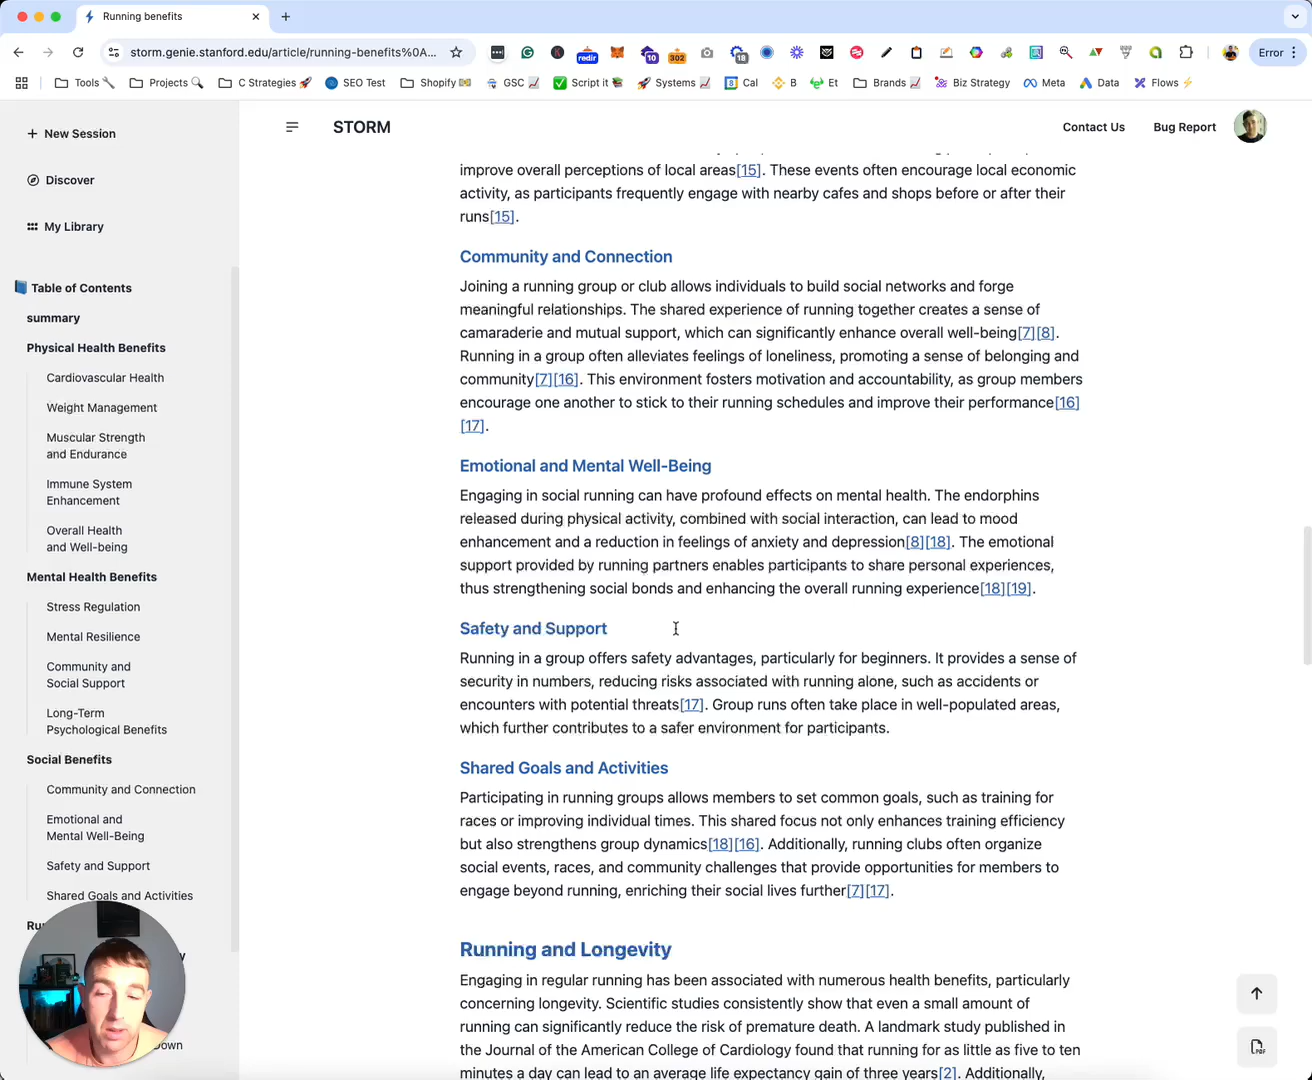 Running benefits
storm.genie.stanford.edu/article/running-benefits%0A...
redir
10
302
18
Error
Tools
Projects
C Strategies
SEO Test
Shopify
GSC
Script it
Systems
Cal
B
Et
Brands
Biz Strategy
Meta
Data
Flows
New Session
Discover
My Library
Table of Contents
summary
Physical Health Benefits
Cardiovascular Health
Weight Management
Muscular Strength
and Endurance
Immune System
Enhancement
Overall Health
and Well-being
Mental Health Benefits
Stress Regulation
Mental Resilience
Community and
Social Support
Long-Term
Psychological Benefits
Social Benefits
Community and Connection
Emotional and
Mental Well-Being
Safety and Support
Shared Goals and Activities
STORM
Contact Us
Bug Report
improve overall perceptions of local areas[15]. These events often encourage local economic
activity, as participants frequently engage with nearby cafes and shops before or after their
runs[15].
Community and Connection
Joining a running group or club allows individuals to build social networks and forge
meaningful relationships. The shared experience of running together creates a sense of
camaraderie and mutual support, which can significantly enhance overall well-being[7][8].
Running in a group often alleviates feelings of loneliness, promoting a sense of belonging and
community[7][16]. This environment fosters motivation and accountability, as group members
encourage one another to stick to their running schedules and improve their performance[16]
[17].
Emotional and Mental Well-Being
Engaging in social running can have profound effects on mental health. The endorphins
released during physical activity, combined with social interaction, can lead to mood
enhancement and a reduction in feelings of anxiety and depression[8][18]. The emotional
support provided by running partners enables participants to share personal experiences,
thus strengthening social bonds and enhancing the overall running experience[18][19].
Safety and Support
Running in a group offers safety advantages, particularly for beginners. It provides a sense of
security in numbers, reducing risks associated with running alone, such as accidents or
encounters with potential threats[17]. Group runs often take place in well-populated areas,
which further contributes to a safer environment for participants.
Shared Goals and Activities
Participating in running groups allows members to set common goals, such as training for
races or improving individual times. This shared focus not only enhances training efficiency
but also strengthens group dynamics[18][16]. Additionally, running clubs often organize
social events, races, and community challenges that provide opportunities for members to
engage beyond running, enriching their social lives further[7][17].
Running and Longevity
Engaging in regular running has been associated with numerous health benefits, particularly
concerning longevity. Scientific studies consistently show that even a small amount of
running can significantly reduce the risk of premature death. A landmark study published in
the Journal of the American College of Cardiology found that running for as little as five to ten
minutes a day can lead to an average life expectancy gain of three years[2]. Additionally,
PDF